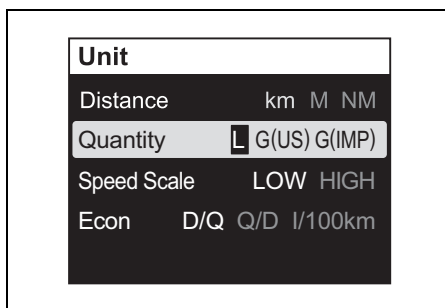 Unit
Distance km M NM
Quantity L G(US) G(IMP)
Speed Scale LOW HIGH
Econ D/Q Q/D l/100km